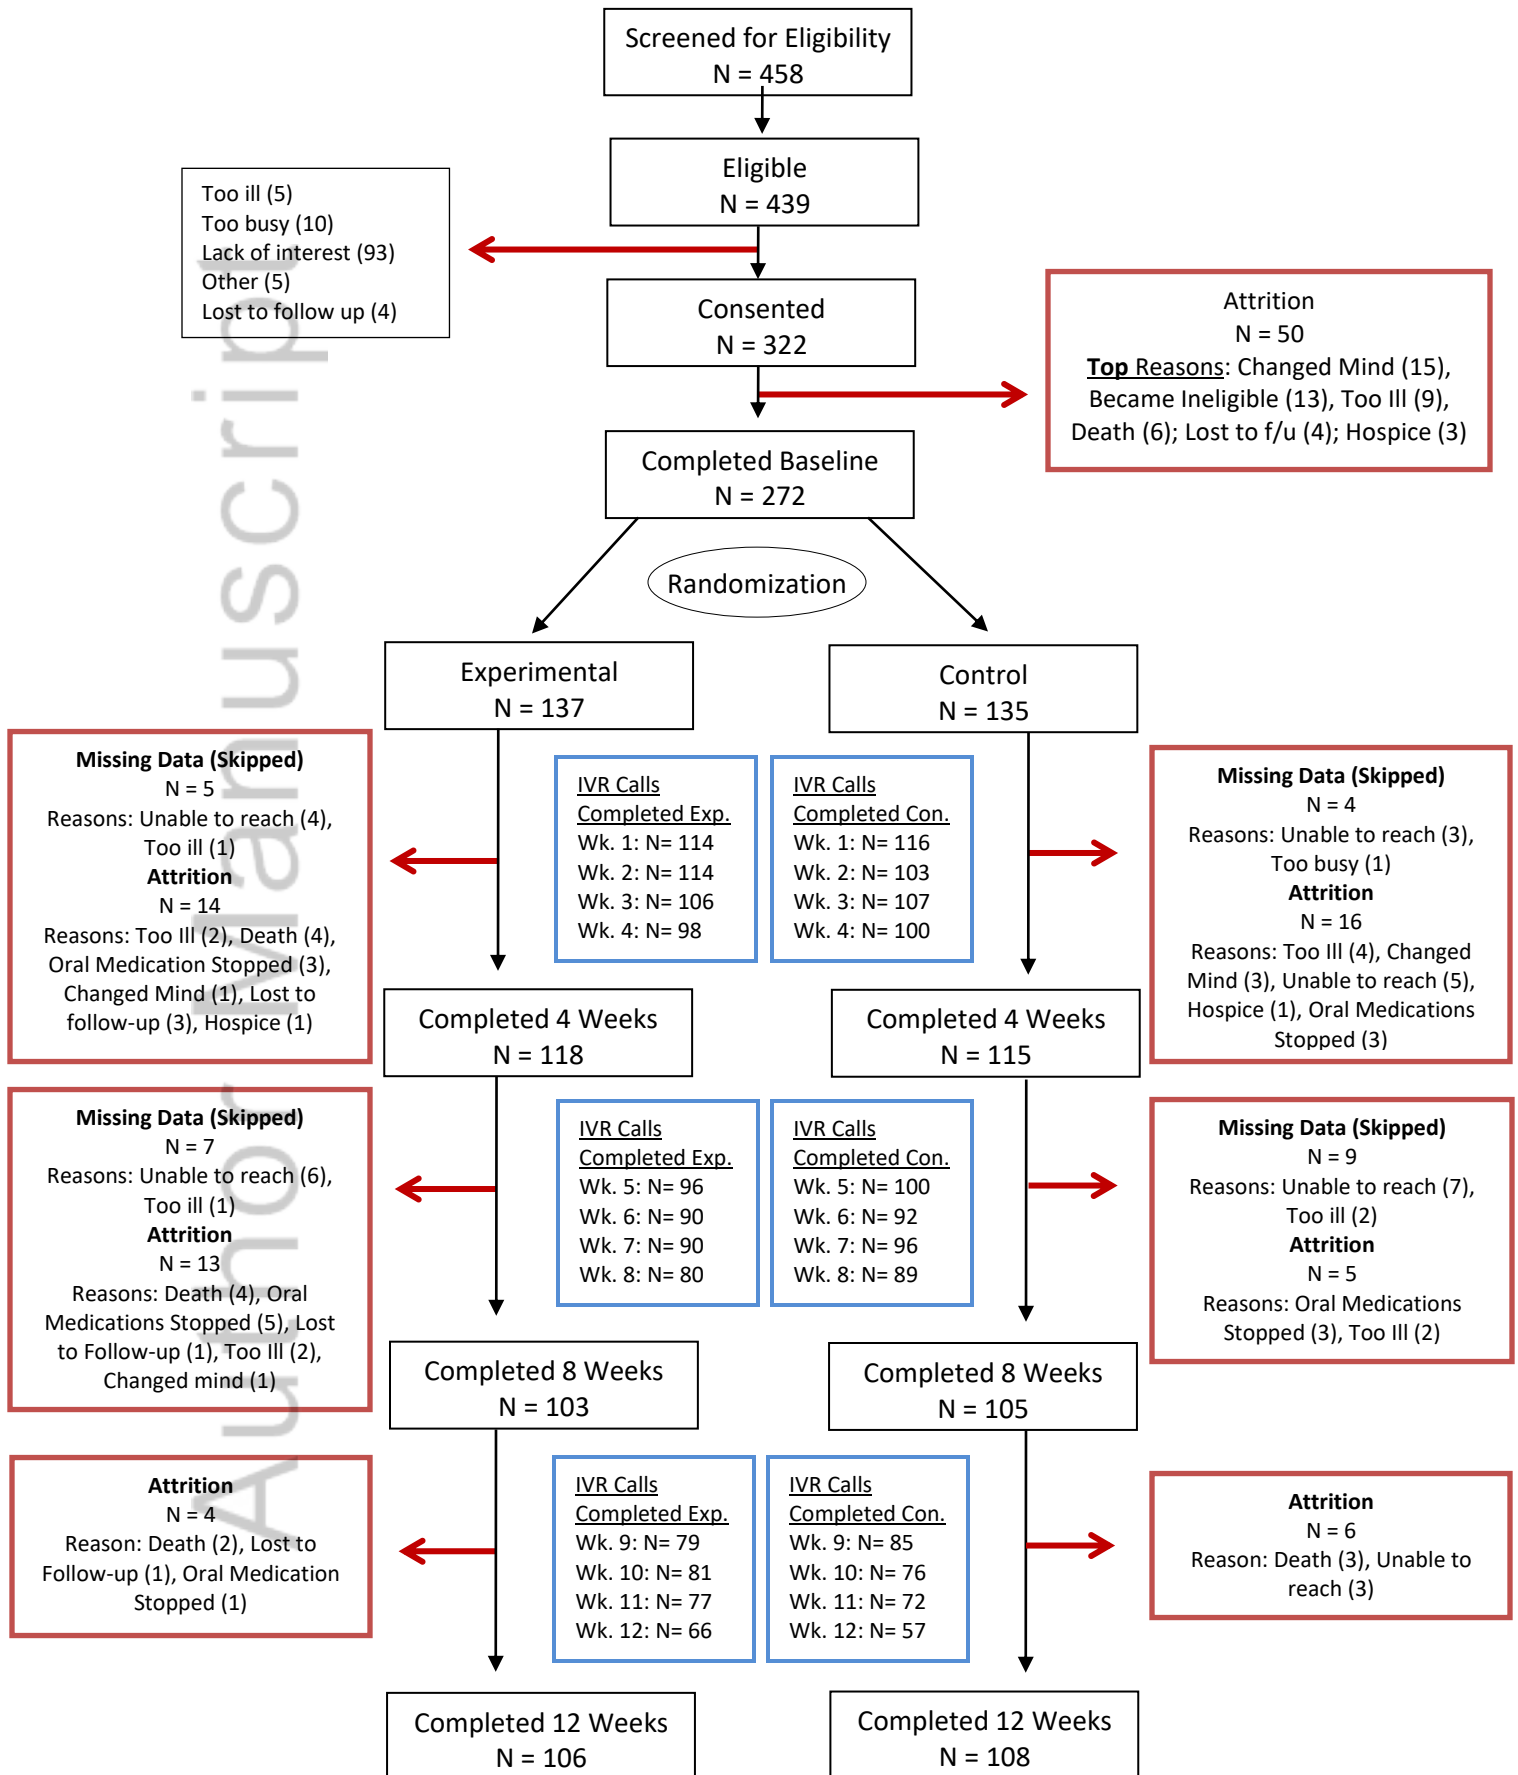 Screened for Eligibility
N = 458
Eligible
N = 439
Too ill (5)
Too busy (10)
Lack of interest (93)
Other (5)
Lost to follow up (4)
Consented
N = 322
Attrition
N = 50
Top Reasons: Changed Mind (15),
Became Ineligible (13), Too Ill (9),
Death (6); Lost to f/u (4); Hospice (3)
Completed Baseline
N = 272
Randomization
Experimental
N = 137
Control
N = 135
Missing Data (Skipped)
N = 5
Reasons: Unable to reach (4),
Too ill (1)
Attrition
N = 14
Reasons: Too Ill (2), Death (4),
Oral Medication Stopped (3),
Changed Mind (1), Lost to
follow-up (3), Hospice (1)
IVR Calls
Completed Exp.
Wk. 1: N= 114
Wk. 2: N= 114
Wk. 3: N= 106
Wk. 4: N= 98
IVR Calls
Completed Con.
Wk. 1: N= 116
Wk. 2: N= 103
Wk. 3: N= 107
Wk. 4: N= 100
Missing Data (Skipped)
N = 4
Reasons: Unable to reach (3),
Too busy (1)
Attrition
N = 16
Reasons: Too Ill (4), Changed
Mind (3), Unable to reach (5),
Hospice (1), Oral Medications
Stopped (3)
Completed 4 Weeks
N = 118
Completed 4 Weeks
N = 115
Missing Data (Skipped)
N = 7
Reasons: Unable to reach (6),
Too ill (1)
Attrition
N = 13
Reasons: Death (4), Oral
Medications Stopped (5), Lost
to Follow-up (1), Too Ill (2),
Changed mind (1)
IVR Calls
Completed Exp.
Wk. 5: N= 96
Wk. 6: N= 90
Wk. 7: N= 90
Wk. 8: N= 80
IVR Calls
Completed Con.
Wk. 5: N= 100
Wk. 6: N= 92
Wk. 7: N= 96
Wk. 8: N= 89
Missing Data (Skipped)
N = 9
Reasons: Unable to reach (7),
Too ill (2)
Attrition
N = 5
Reasons: Oral Medications
Stopped (3), Too Ill (2)
Completed 8 Weeks
N = 103
Completed 8 Weeks
N = 105
Attrition
N = 4
Reason: Death (2), Lost to
Follow-up (1), Oral Medication
Stopped (1)
IVR Calls
Completed Exp.
Wk. 9: N= 79
Wk. 10: N= 81
Wk. 11: N= 77
Wk. 12: N= 66
IVR Calls
Completed Con.
Wk. 9: N= 85
Wk. 10: N= 76
Wk. 11: N= 72
Wk. 12: N= 57
Attrition
N = 6
Reason: Death (3), Unable to
reach (3)
Completed 12 Weeks
N = 106
Completed 12 Weeks
N = 108
Author Manuscript